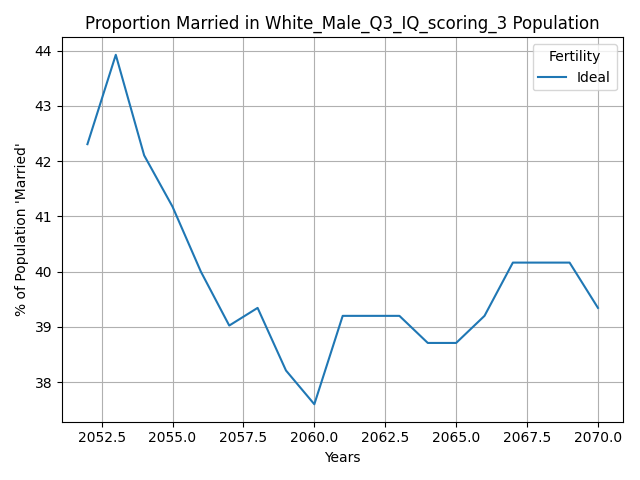 Proportion Married in White_Male_Q3_IQ_scoring_3 Population
Fertility
Ideal
% of Population 'Married'
44
43
42
41
40
39
38
2052.5 2055.0 2057.5 2060.0 2062.5 2065.0 2067.5 2070.0
Years